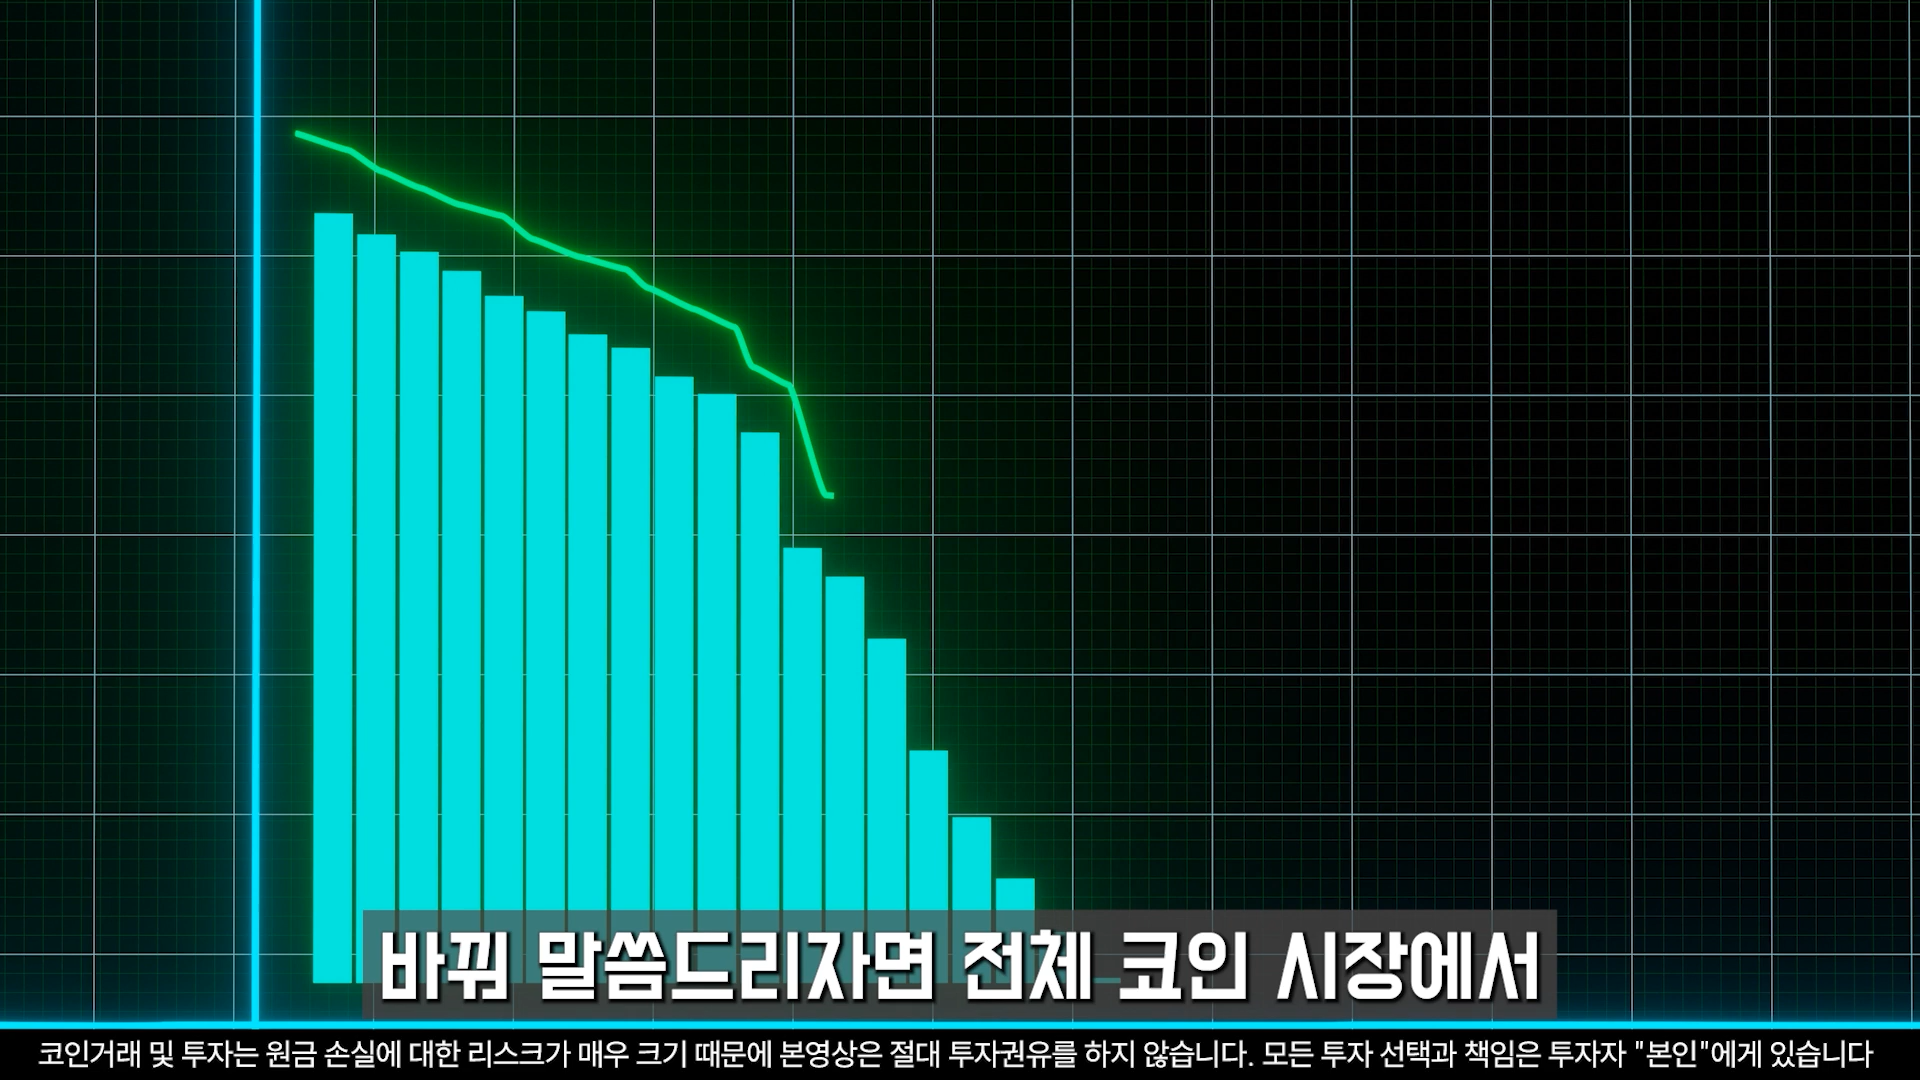 바꿔 말씀드리자면 전체 코인 시장에서
코인거래 및 투자는 원금 손실에 대한 리스크가 매우 크기 때문에 본영상은 절대 투자권유를 하지 않습니다. 모든 투자 선택과 책임은 투자자 "본인"에게 있습니다